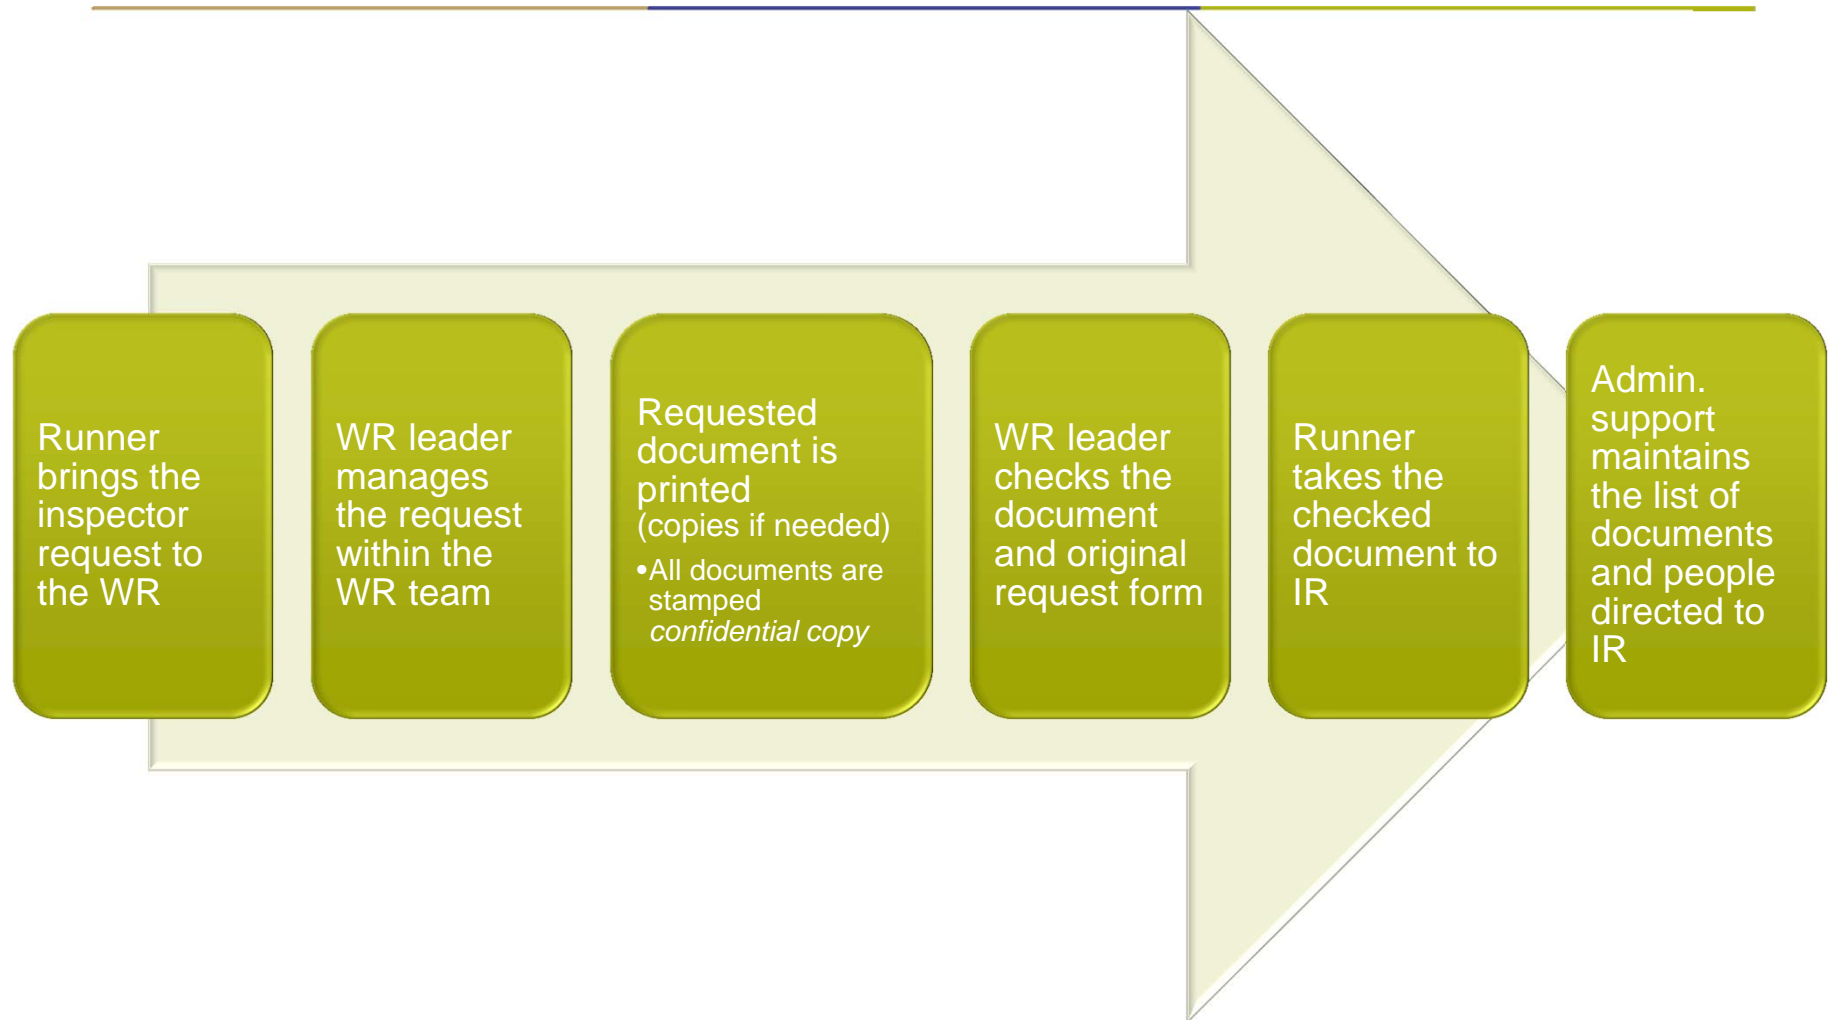 Runner
brings the
inspector
request to
the WR
WR leader
manages
the request
within the
WR team
Requested
document is
printed
(copies if needed)
•All documents are
stamped
confidential copy
WR leader
checks the
document
and original
request form
Runner
takes the
checked
document to
IR
Admin.
support
maintains
the list of
documents
and people
directed to
IR